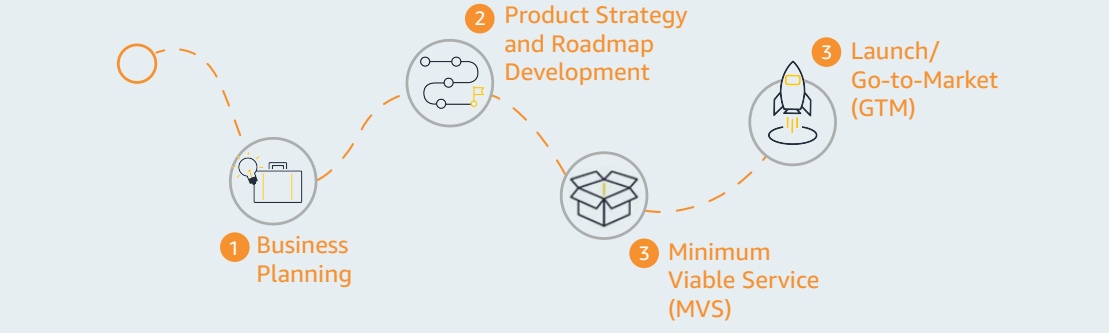 1 Business
Planning
2 Product Strategy
and Roadmap
Development
3 Minimum
Viable Service
(MVS)
3 Launch/
Go-to-Market
(GTM)